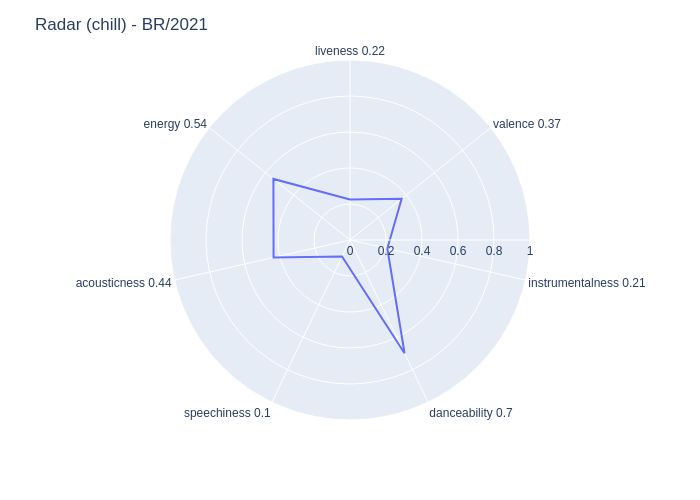 Radar (chill) - BR/2021
liveness 0.22
energy 0.54
valence 0.37
0 0.2 0.4 0.6 0.8 1
acousticness 0.44
instrumentalness 0.21
speechiness 0.1
danceability 0.7